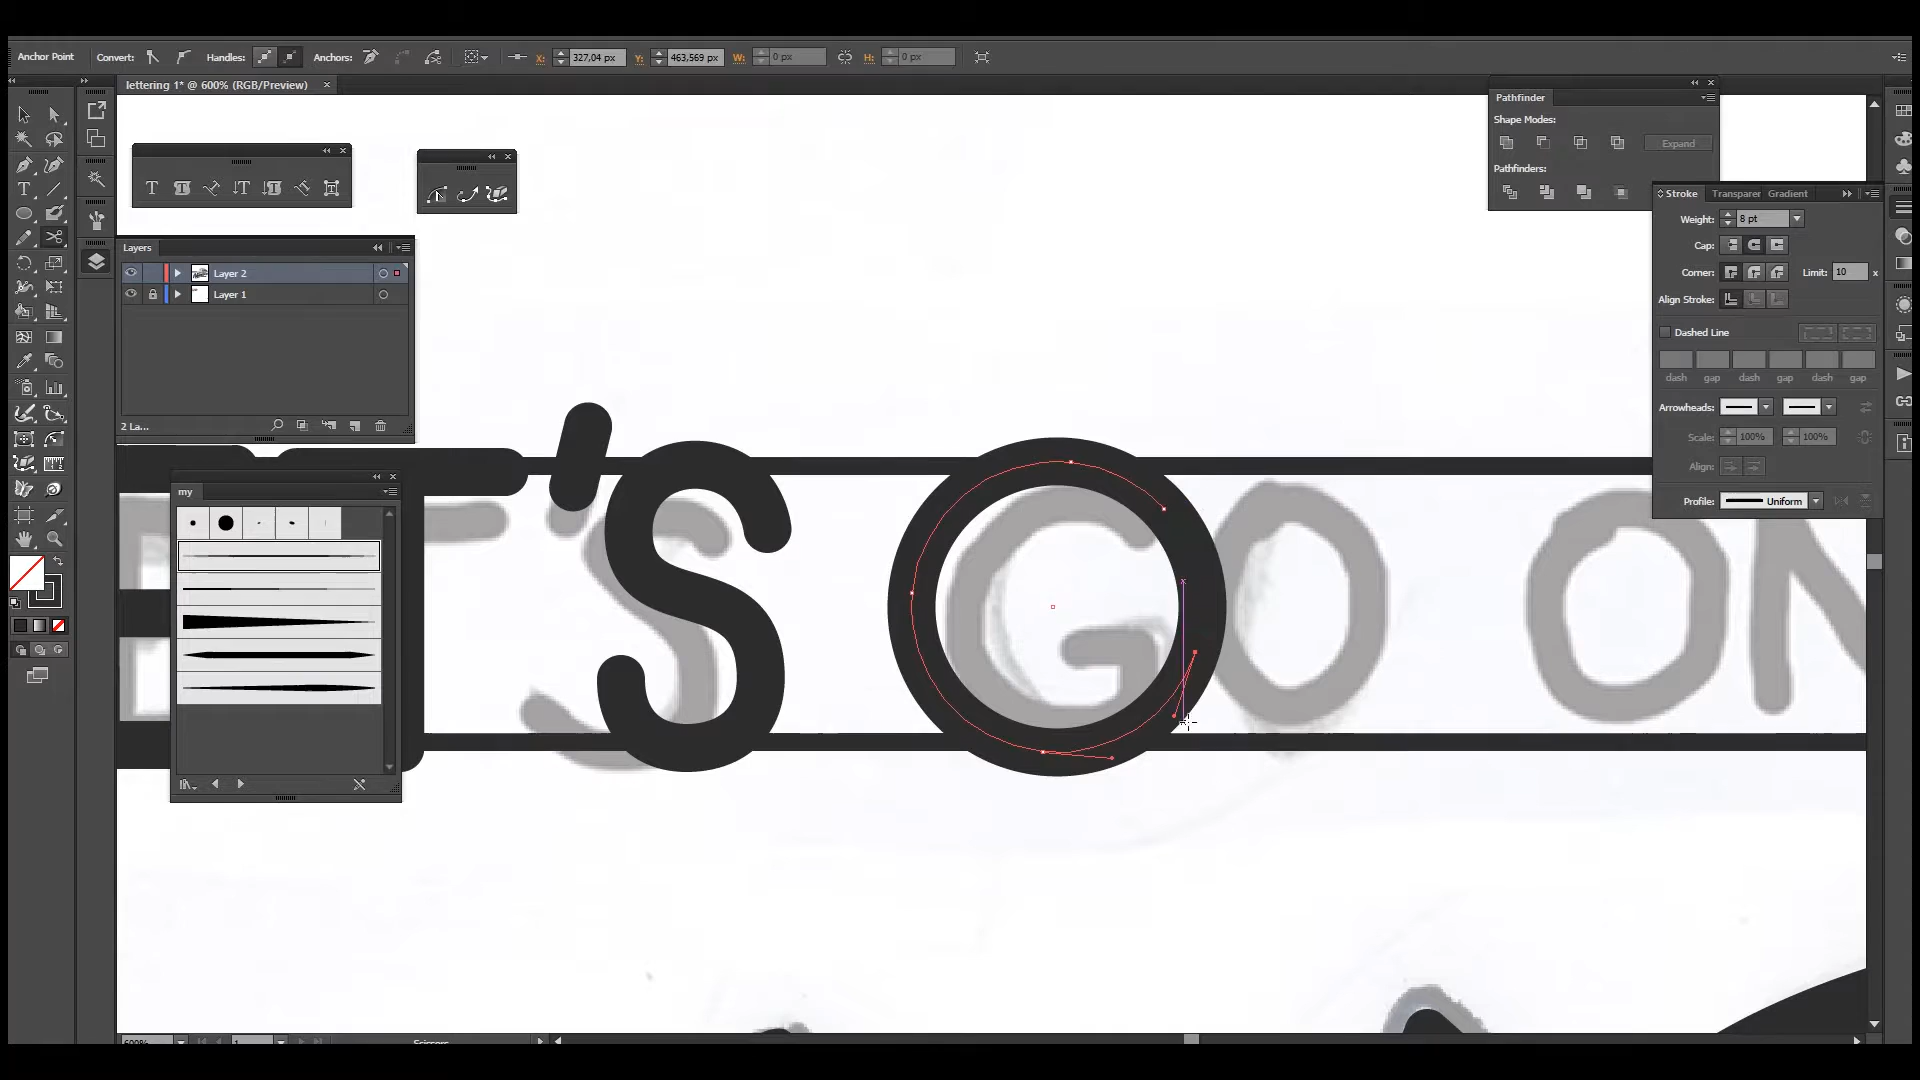 Anchor Point Convert: Handles: Anchors: X: 327,04 px Y: 463,569 px W: 0 px H: 0 px
lettering 1* @ 600% (RGB/Preview) ×
Pathfinder
Shape Modes:
Expand
Pathfinders:
Stroke Transparer Gradient
Weight: 8 pt
Cap:
Corner: Limit: 10 x
Align Stroke:
Dashed Line
dash gap dash gap dash gap
Arrowheads:
Scale: 100% 100%
Align:
Profile: Uniform
Layers
Layer 2
Layer 1
2 La...
my
'S GO ON
600% 1 Scissors